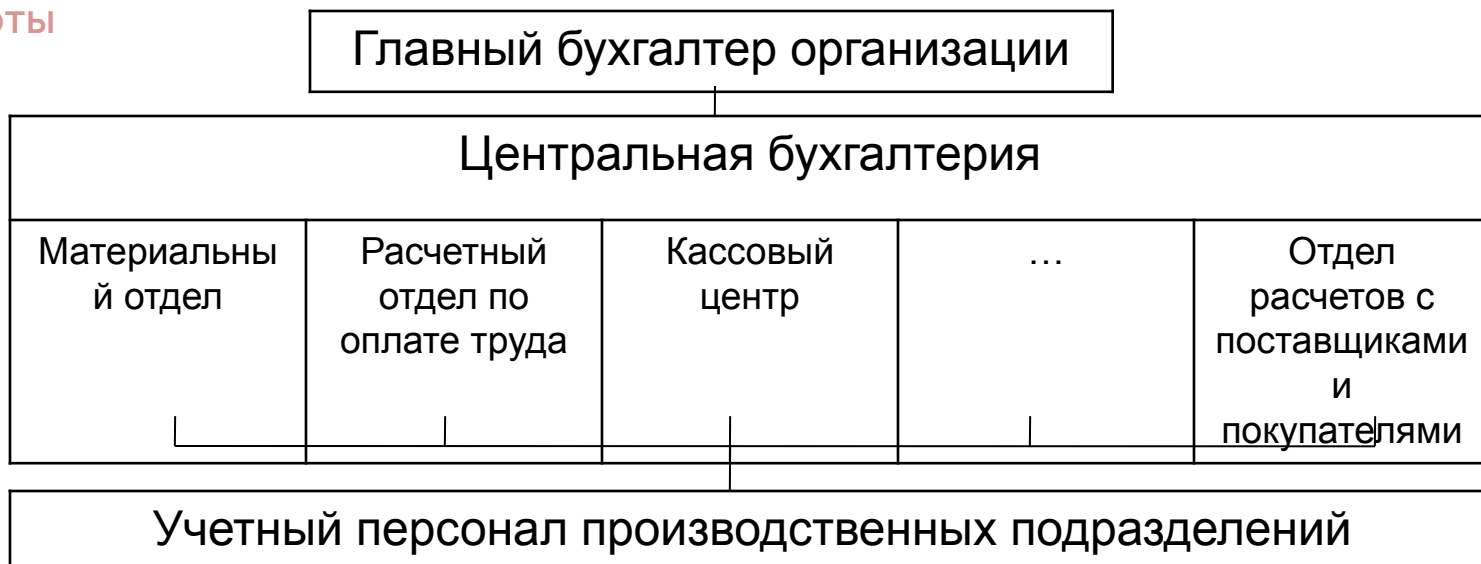 оты
Главный бухгалтер организации
Центральная бухгалтерия
Материальны
й отдел
Расчетный
отдел по
оплате труда
Кассовый
центр
…
Отдел
расчетов с
поставщиками
и
покупателями
Учетный персонал производственных подразделений